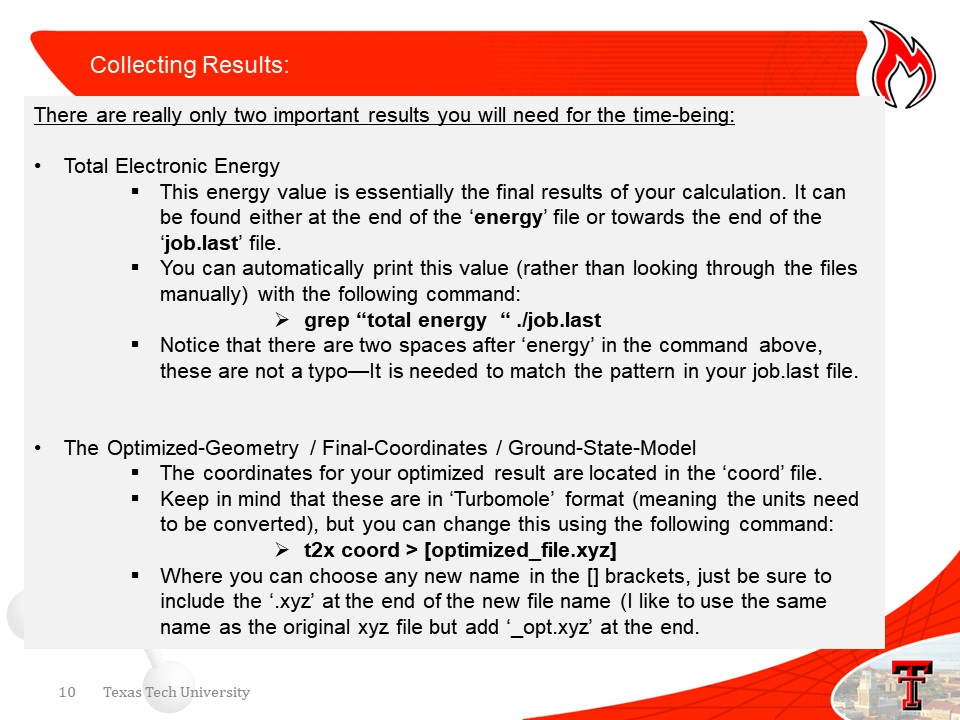 Collecting Results:
There are really only two important results you will need for the time-being:
• Total Electronic Energy
▪ This energy value is essentially the final results of your calculation. It can
be found either at the end of the ‘energy’ file or towards the end of the
‘job.last’ file.
▪ You can automatically print this value (rather than looking through the files
manually) with the following command:
➢ grep “total energy  “ ./job.last
▪ Notice that there are two spaces after ‘energy’ in the command above,
these are not a typo—It is needed to match the pattern in your job.last file.
• The Optimized-Geometry / Final-Coordinates / Ground-State-Model
▪ The coordinates for your optimized result are located in the ‘coord’ file.
▪ Keep in mind that these are in ‘Turbomole’ format (meaning the units need
to be converted), but you can change this using the following command:
➢ t2x coord > [optimized_file.xyz]
▪ Where you can choose any new name in the [] brackets, just be sure to
include the ‘.xyz’ at the end of the new file name (I like to use the same
name as the original xyz file but add ‘_opt.xyz’ at the end.
10 Texas Tech University